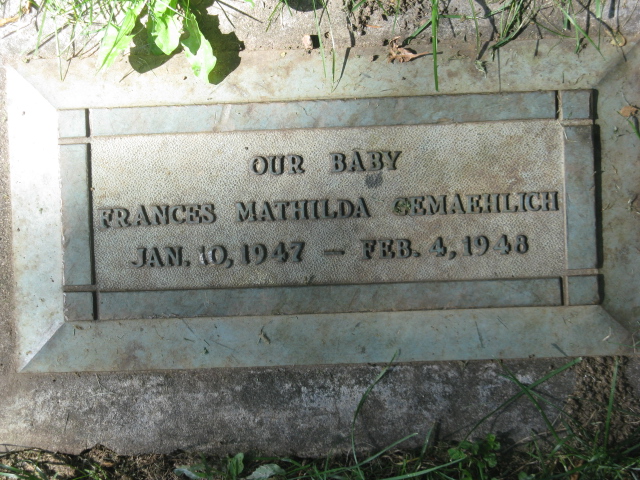 OUR BABY
FRANCES MATHILDA GEMAEHLICH
JAN. 10, 1947 — FEB. 4, 1948